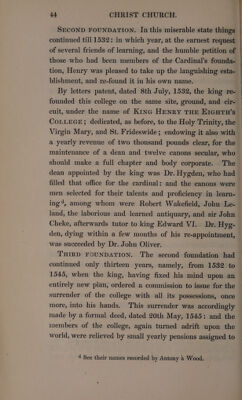 44 CHRIST CHURCH.
SECOND FOUNDATION. In this miserable state things
continued till 1532: in which year, at the earnest request
of several friends of learning, and the humble petition of
those who had been members of the Cardinal's founda-
tion, Henry was pleased to take up the languishing esta-
blishment, and re-found it in his own name.
By letters patent, dated 8th July, 1532, the king re-
founded this college on the same site, ground, and cir-
cuit, under the name of KING HENRY THE EIGHTH'S
COLLEGE; dedicated, as before, to the Holy Trinity, the
Virgin Mary, and St. Frideswide; endowing it also with
a yearly revenue of two thousand pounds clear, for the
maintenance of a dean and twelve canons secular, who
should make a full chapter and body corporate. The
dean appointed by the king was Dr. Hygden, who had
filled that office for the cardinal: and the canons were
men selected for their talents and proficiency in learn-
ing d, among whom were Robert Wakefield, John Le-
land, the laborious and learned antiquary, and sir John
Cheke, afterwards tutor to king Edward VI. Dr. Hyg-
den, dying within a few months of his re-appointment,
was succeeded by Dr. John Oliver.
THIRD FOUNDATION. The second foundation had
continued only thirteen years, namely, from 1532 to
1545, when the king, having fixed his mind upon an
entirely new plan, ordered a commission to issue for the
surrender of the college with all its possessions, once
more, into his hands. This surrender was accordingly
made by a formal deed, dated 20th May, 1545: and the
members of the college, again turned adrift upon the
world, were relieved by small yearly pensions assigned to
d See their names recorded by Antony à Wood.